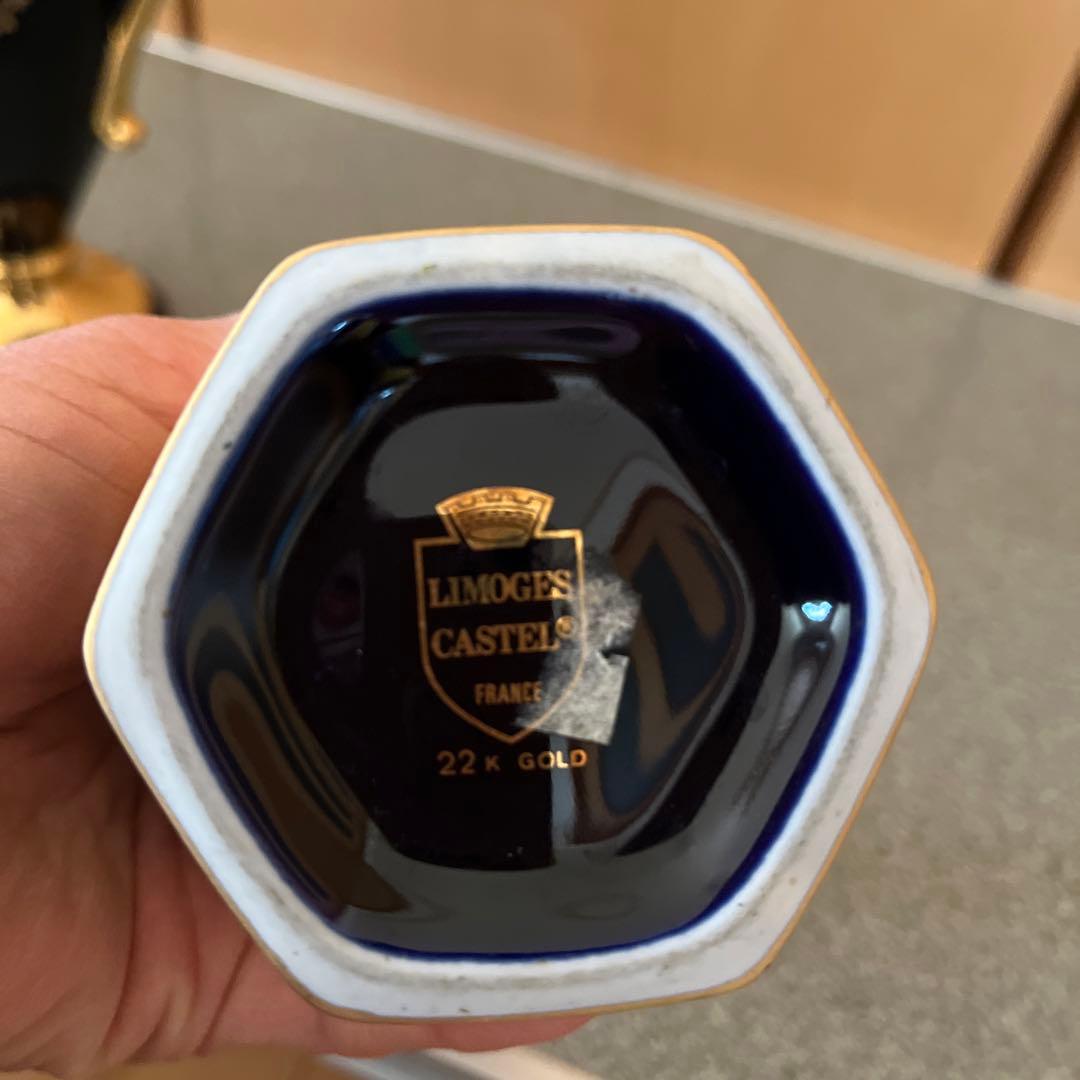 LIMOGES
CASTEL®
FRANCE
22 K GOLD